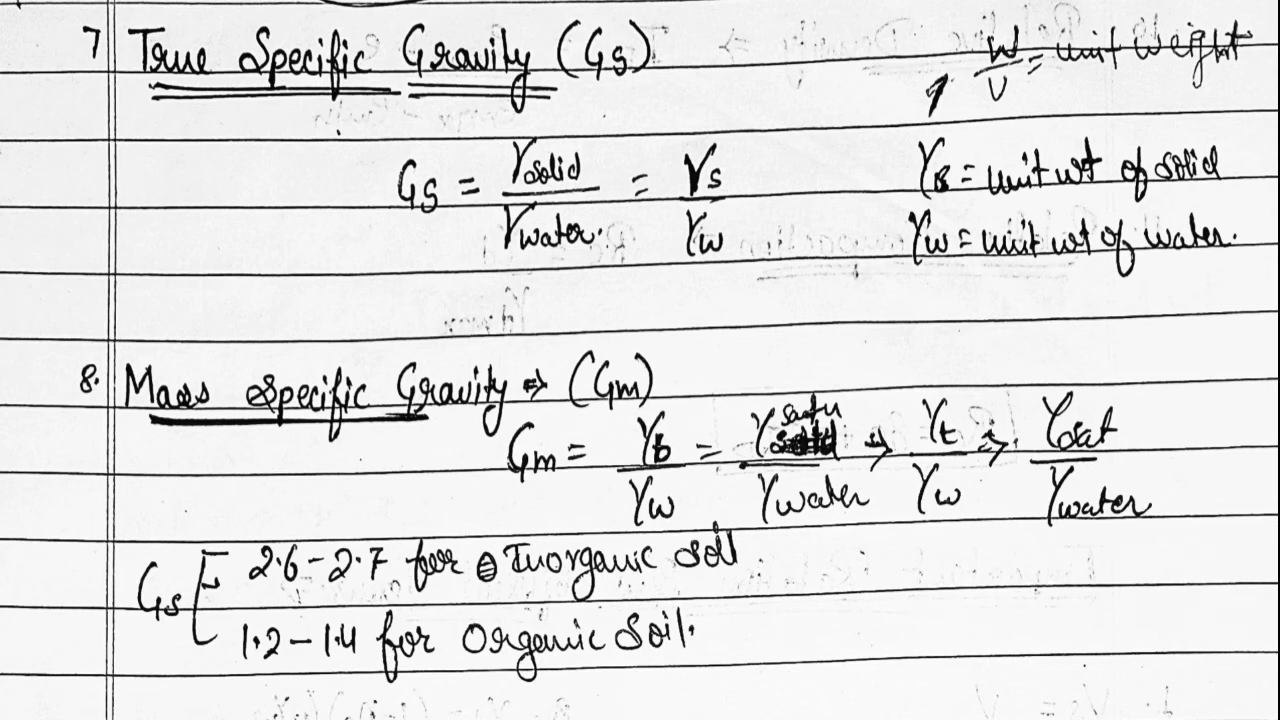 7 True Specific Gravity (Gs)
W/V = unit weight
Gs = γsolid/γwater. = γs/γw
γs = unit wt of solid
γw = unit wt of water.
8. Mass Specific Gravity ⇒ (Gm)
Gm = γb/γw = γsatu/γwater → γt/γw ⇒ γsat/γwater
Gs [ 2.6 – 2.7 for Inorganic soil
1.2 – 1.4 for Organic Soil.